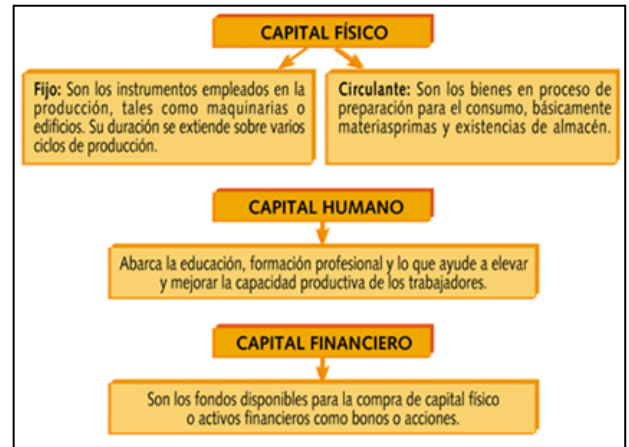 CAPITAL FÍSICO
Fijo: Son los instrumentos empleados en la
producción, tales como maquinarias o
edificios. Su duración se extiende sobre varios
ciclos de producción.
Circulante: Son los bienes en proceso de
preparación para el consumo, básicamente
materiasprimas y existencias de almacén.
CAPITAL HUMANO
Abarca la educación, formación profesional y lo que ayude a elevar
y mejorar la capacidad productiva de los trabajadores.
CAPITAL FINANCIERO
Son los fondos disponibles para la compra de capital físico
o activos financieros como bonos o acciones.